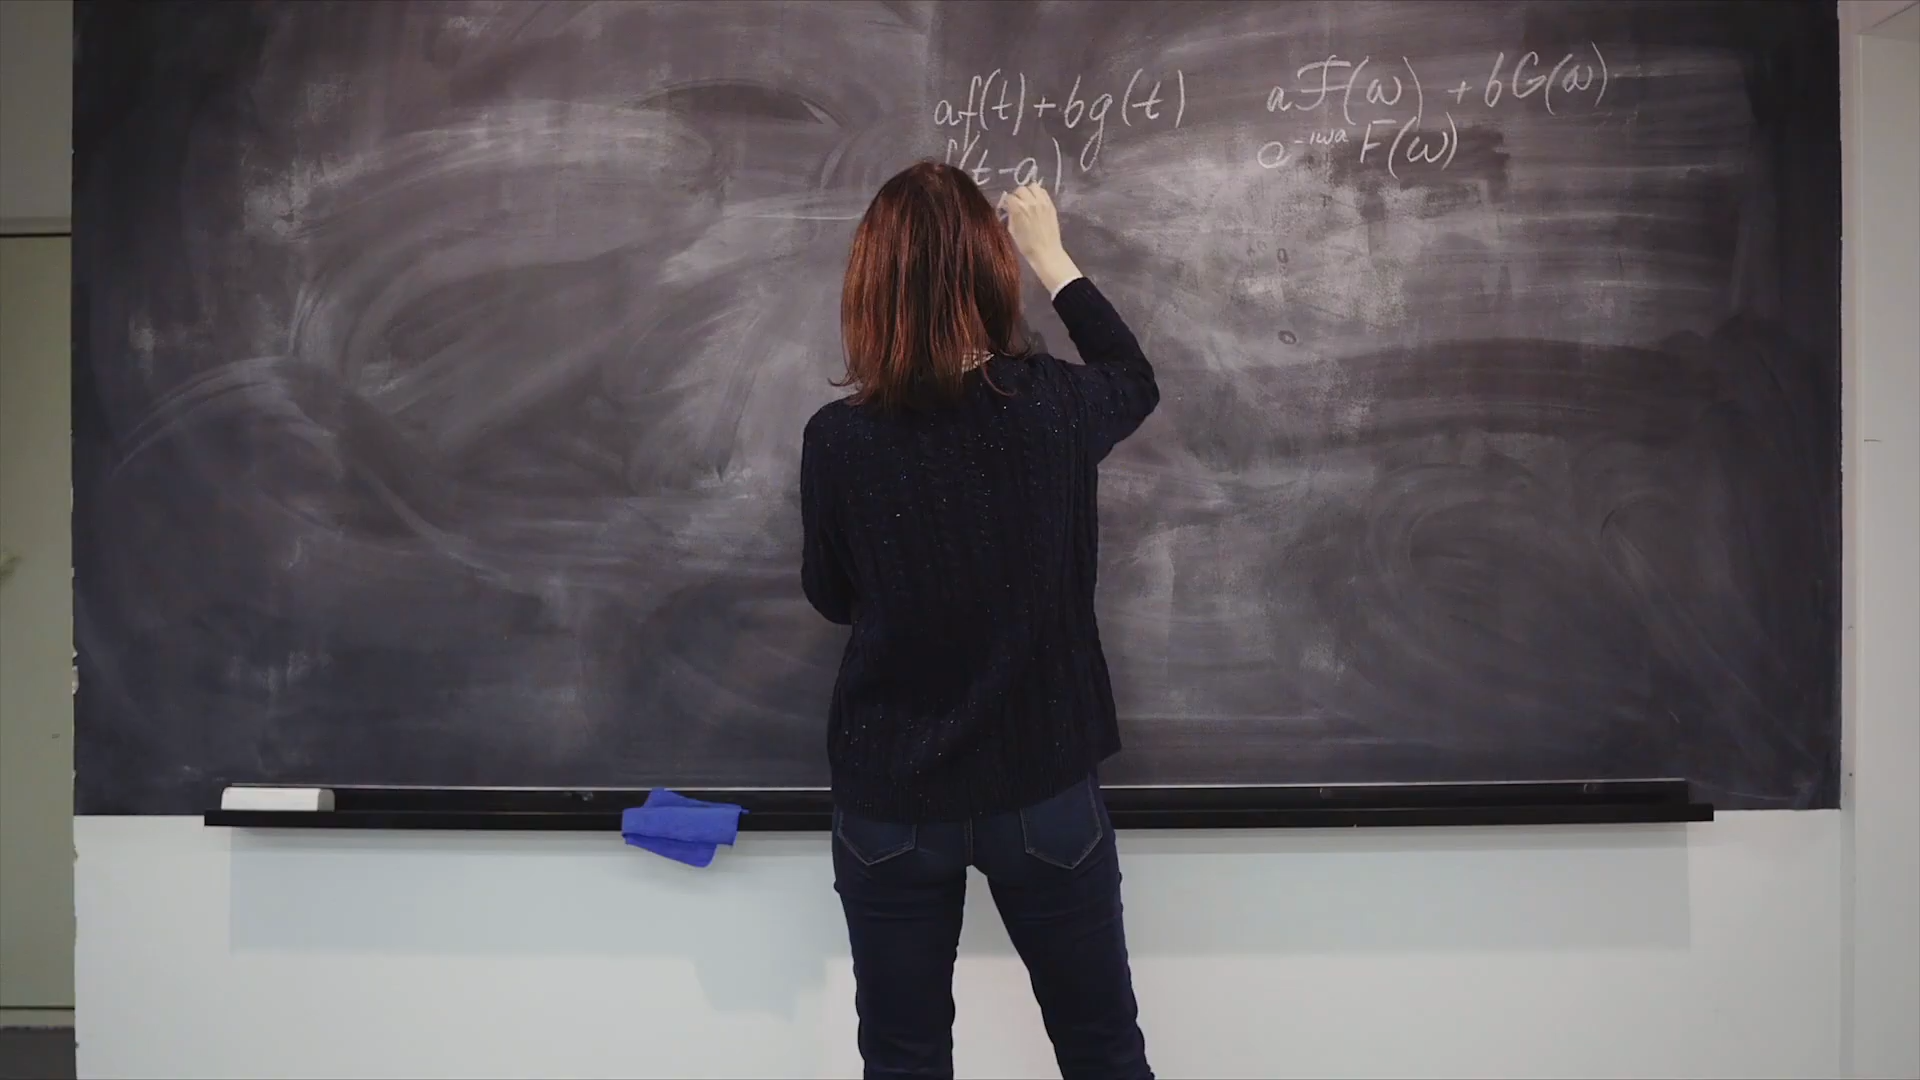 af(t)+bg(t) aF(ω) + bG(ω)
f(t-a) e^-iωa F(ω)